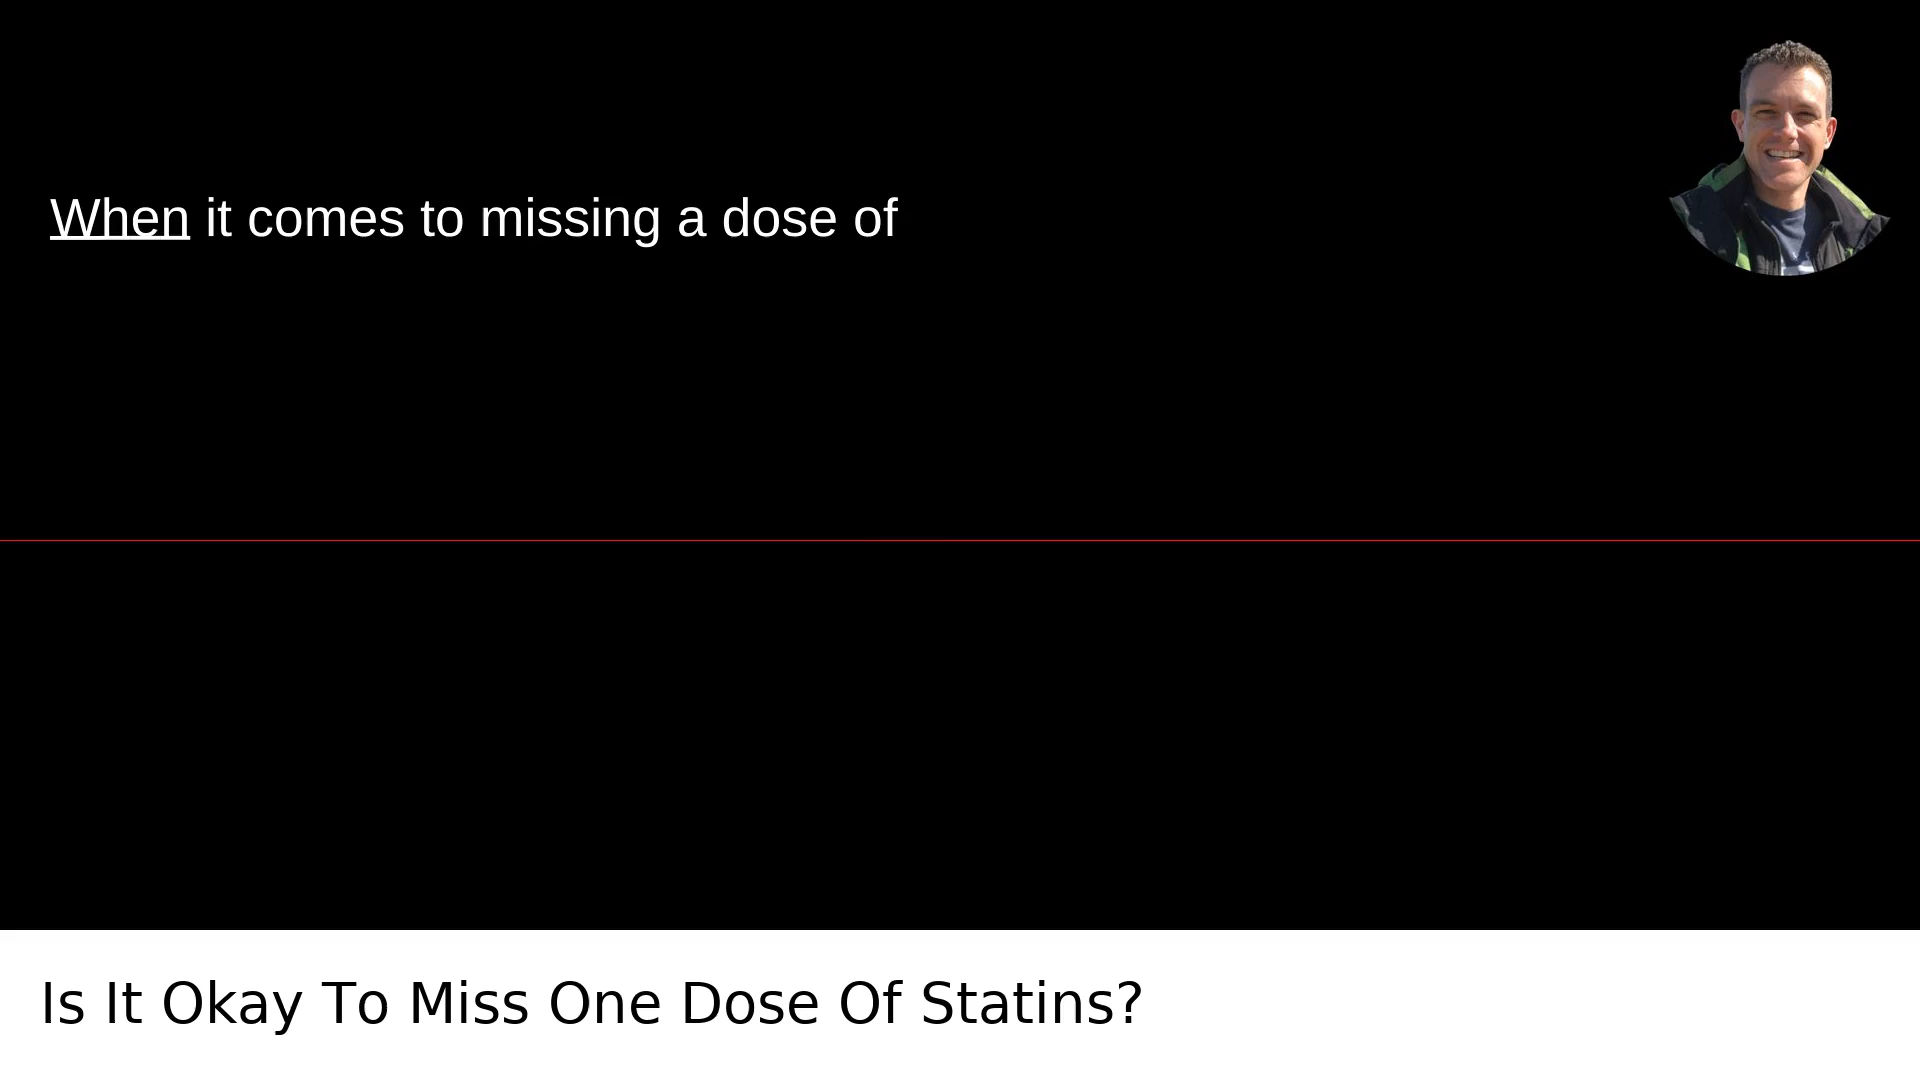 When it comes to missing a dose of
Is It Okay To Miss One Dose Of Statins?